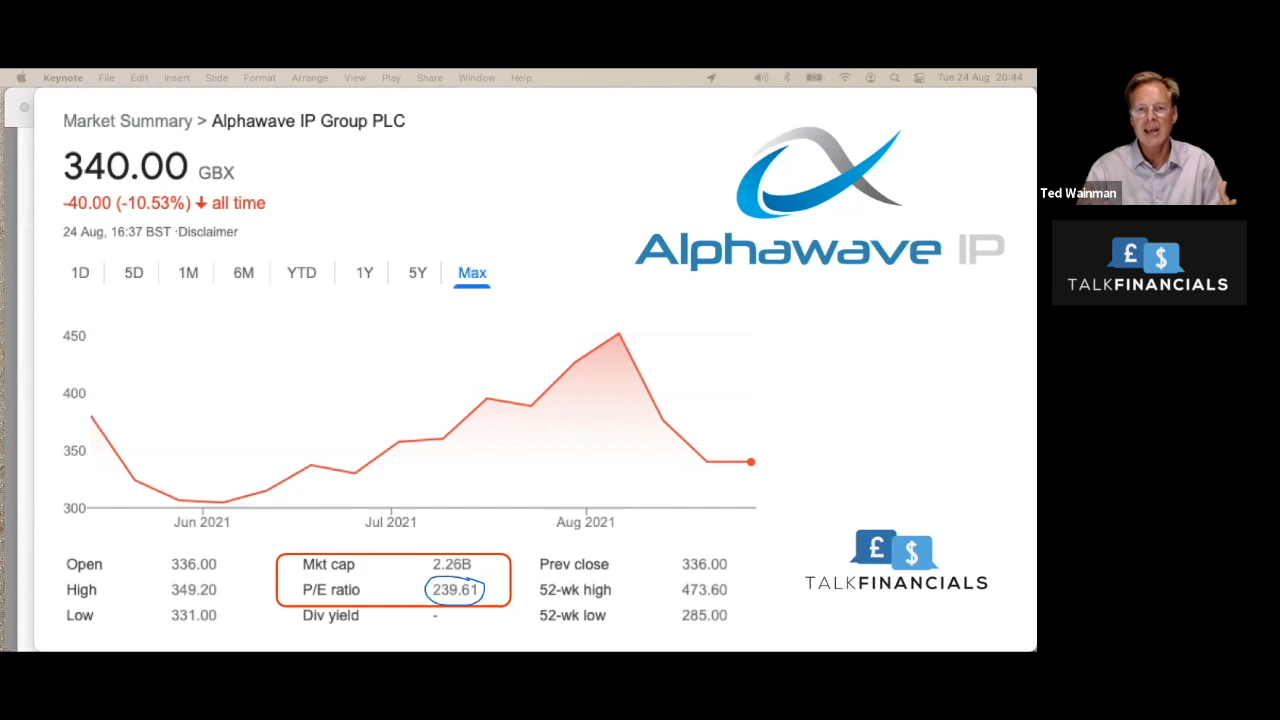 Keynote File Edit Insert Slide Format Arrange View Play Share Window Help Tue 24 Aug 20:44
Market Summary > Alphawave IP Group PLC
340.00 GBX
-40.00 (-10.53%) ↓ all time
24 Aug, 16:37 BST ·Disclaimer
1D 5D 1M 6M YTD 1Y 5Y Max
Alphawave IP
450
400
350
300
Jun 2021 Jul 2021 Aug 2021
Open 336.00 Mkt cap 2.26B Prev close 336.00
High 349.20 P/E ratio 239.61 52-wk high 473.60
Low 331.00 Div yield - 52-wk low 285.00
£ $
TALKFINANCIALS
Ted Wainman
£ $
TALKFINANCIALS